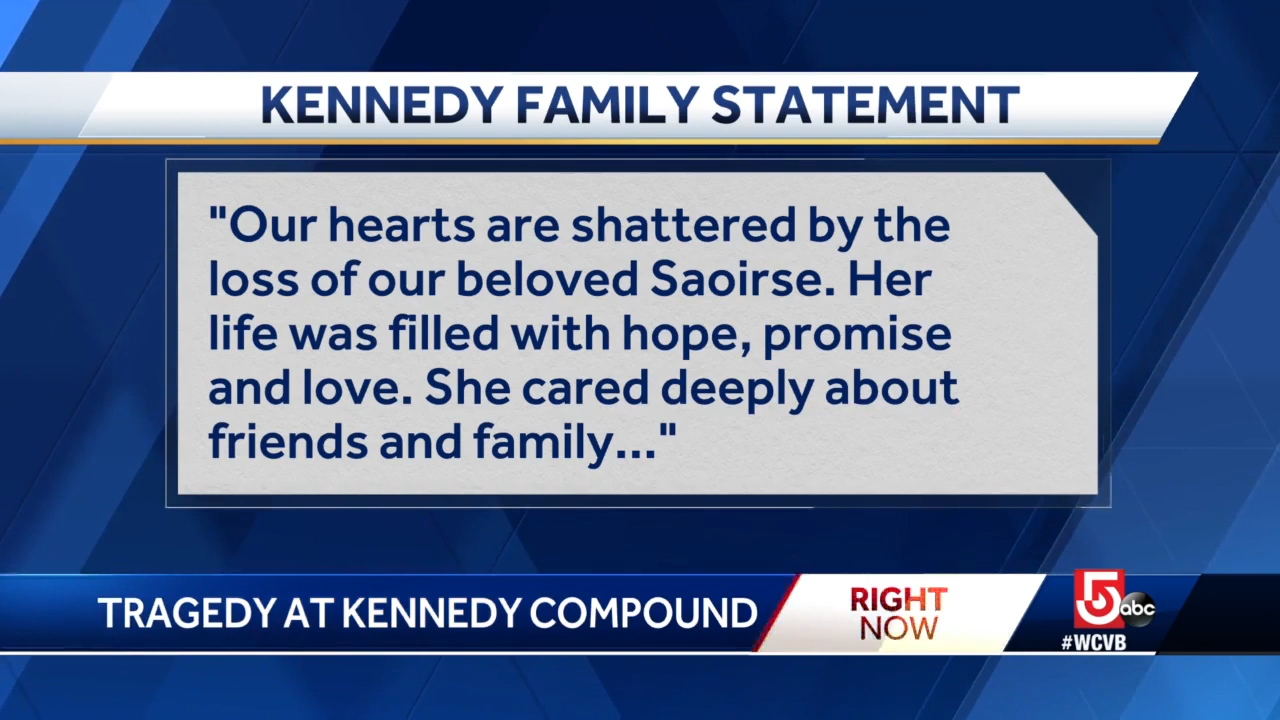 KENNEDY FAMILY STATEMENT
"Our hearts are shattered by the
loss of our beloved Saoirse. Her
life was filled with hope, promise
and love. She cared deeply about
friends and family..."
TRAGEDY AT KENNEDY COMPOUND
RIGHT
NOW
5
abc
#WCVB